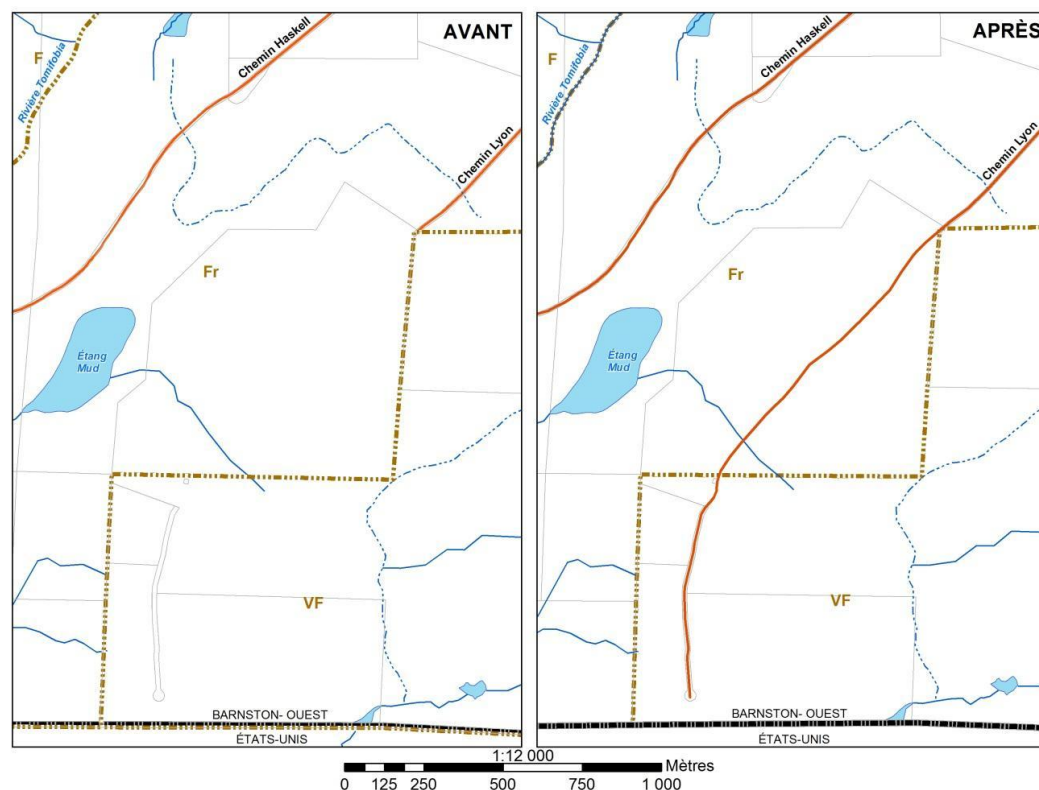 AVANT
Chemin Haskell
F
Rivière Tomifobia
Chemin Lyon
Fr
Étang
Mud
VF
BARNSTON- OUEST
ÉTATS-UNIS
APRÈS
Chemin Haskell
F
Rivière Tomifobia
Chemin Lyon
Fr
Étang
Mud
VF
BARNSTON- OUEST
ÉTATS-UNIS
1:12 000
Mètres
0 125 250 500 750 1 000